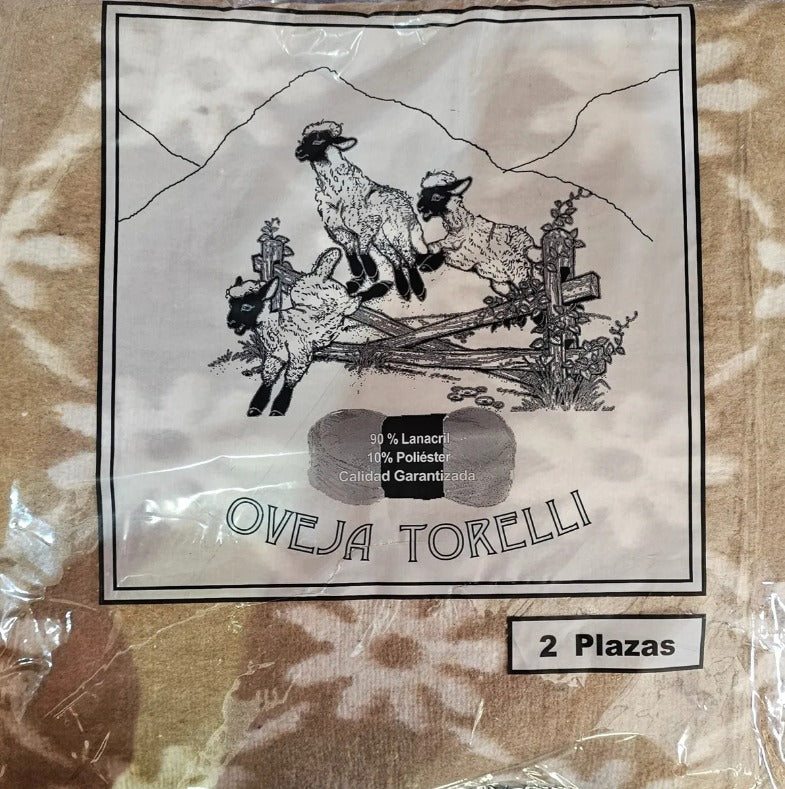 90 % Lanacril
10% Poliéster
Calidad Garantizada
OVEJA TORELLI
2 Plazas